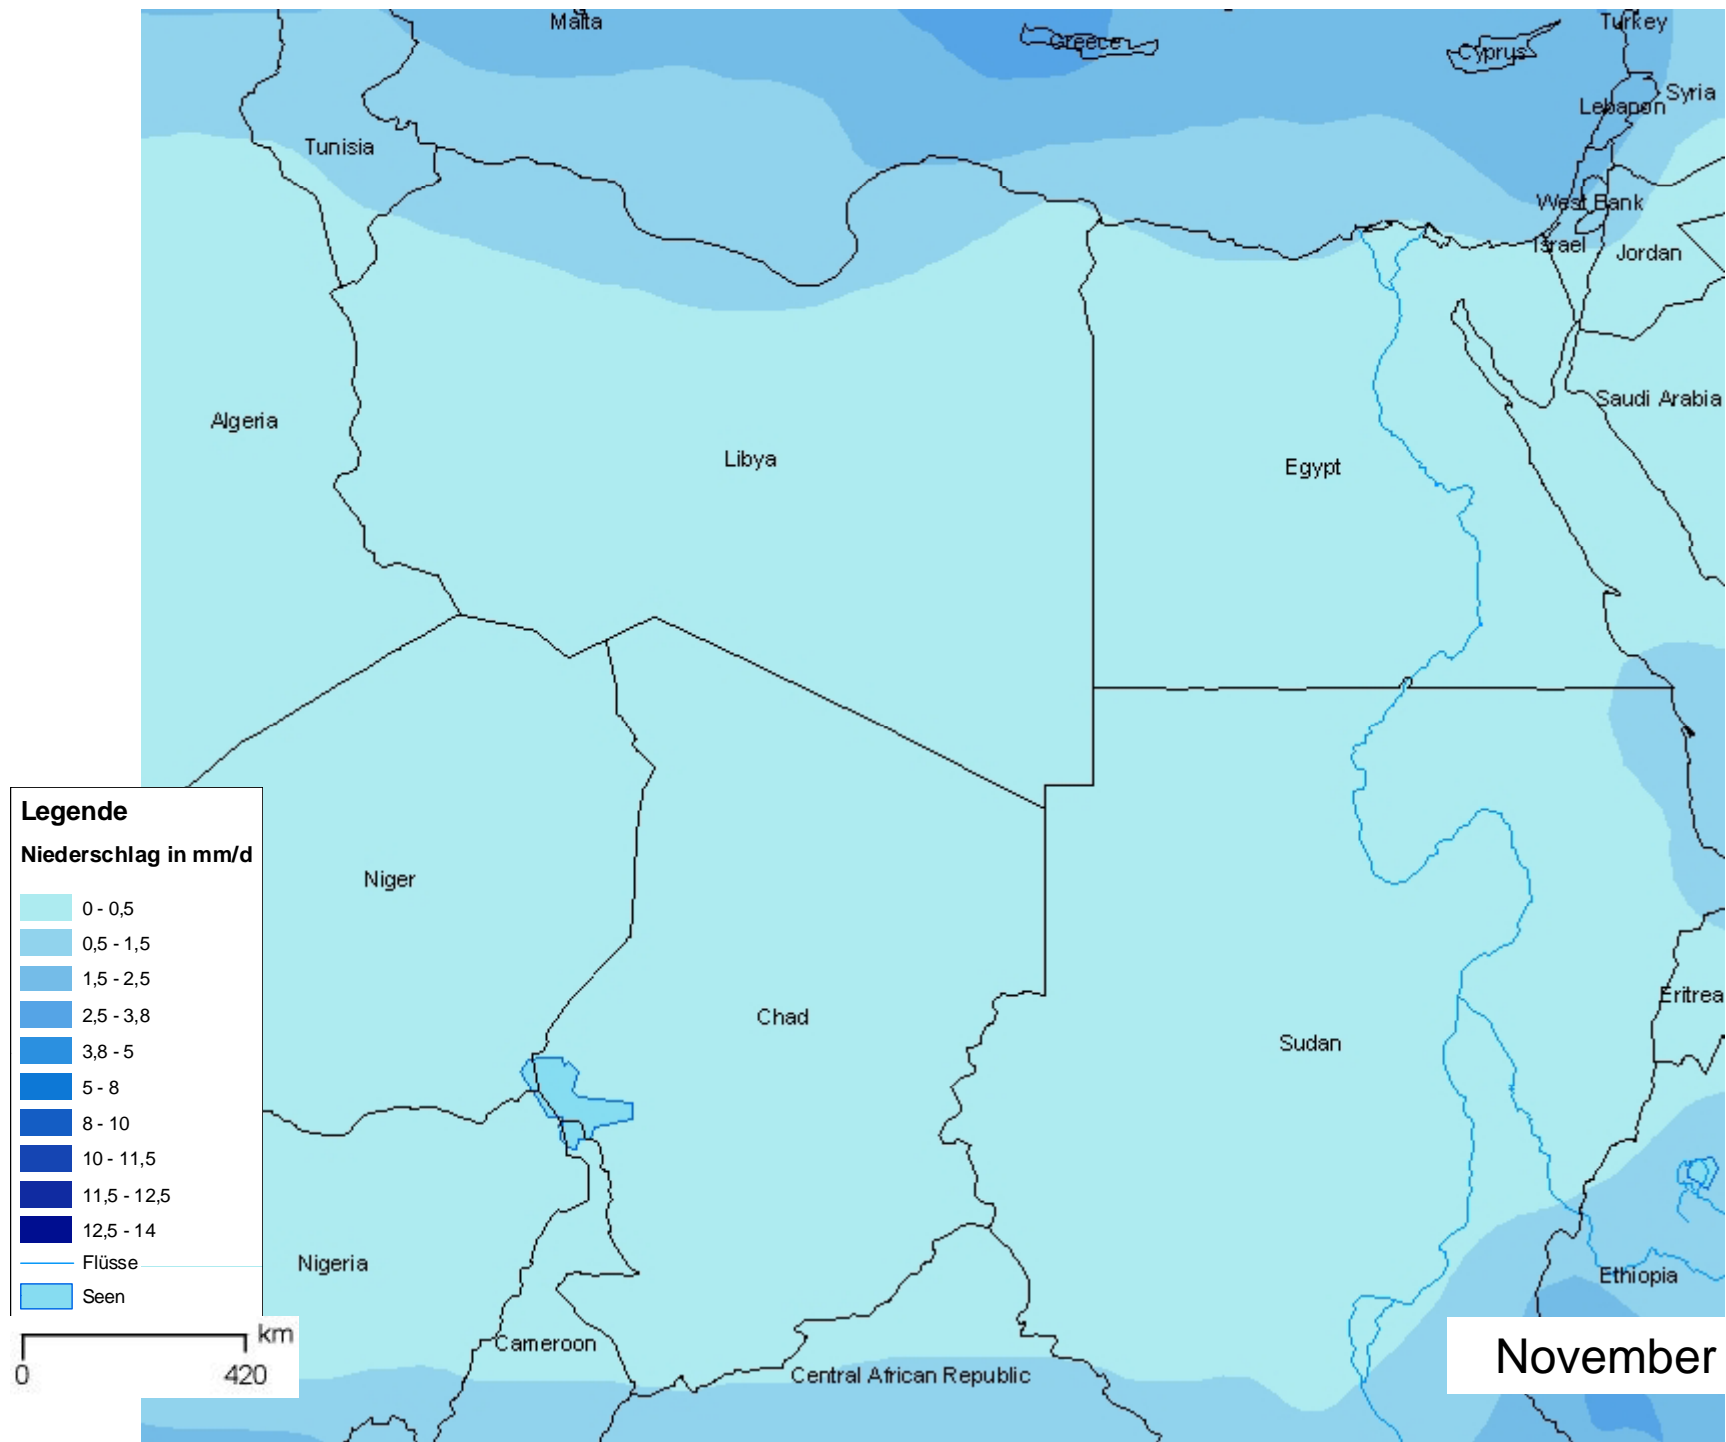 Malta
Greece
Cyprus
Turkey
Syria
Lebanon
Tunisia
West Bank
Israel
Jordan
Algeria
Libya
Egypt
Saudi Arabia
Niger
Chad
Sudan
Eritrea
Nigeria
Cameroon
Central African Republic
Ethiopia
Legende
Niederschlag in mm/d
0 - 0,5
0,5 - 1,5
1,5 - 2,5
2,5 - 3,8
3,8 - 5
5 - 8
8 - 10
10 - 11,5
11,5 - 12,5
12,5 - 14
Flüsse
Seen
km
0 420
November